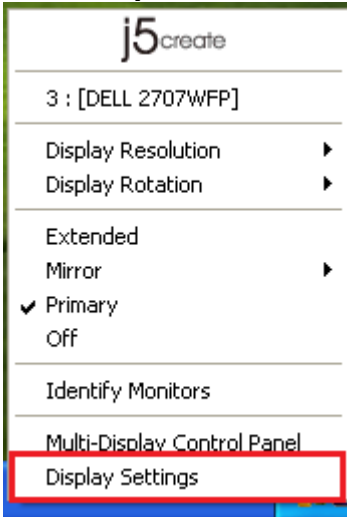 j5create
3 : [DELL 2707WFP]
Display Resolution
Display Rotation
Extended
Mirror
Primary
Off
Identify Monitors
Multi-Display Control Panel
Display Settings